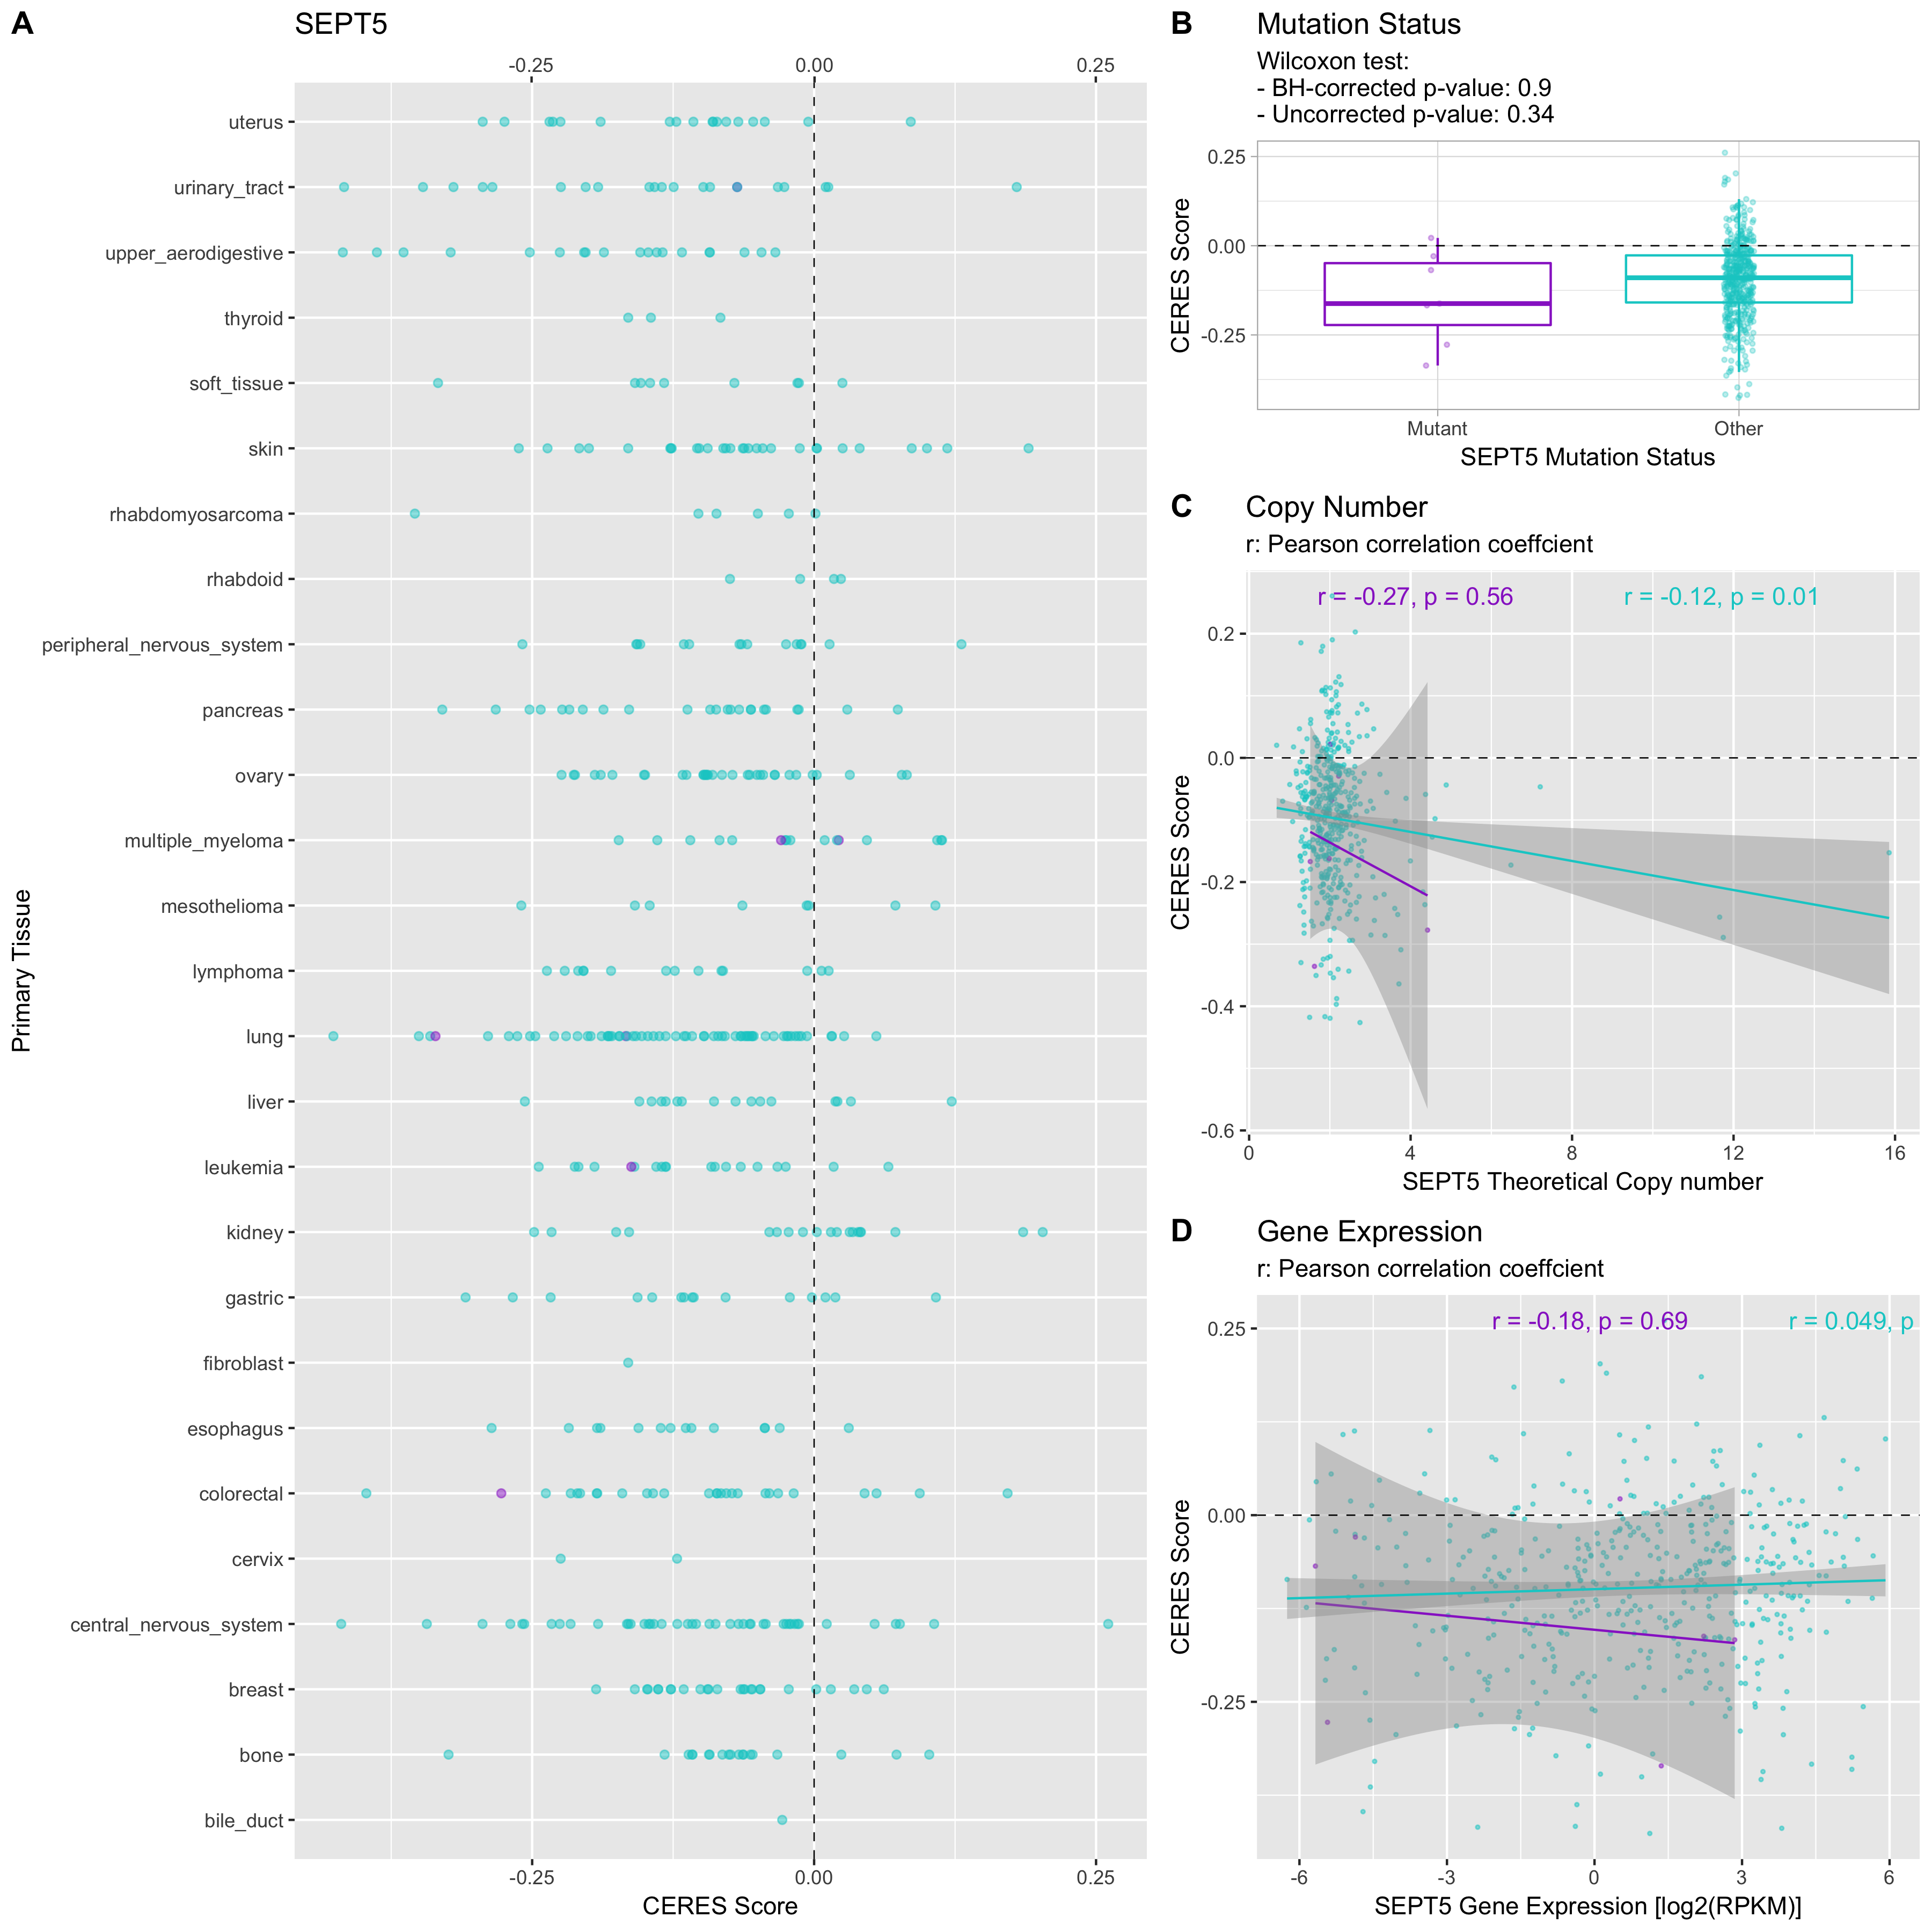 A
SEPT5
-0.25
0.00
0.25
uterus
urinary_tract
upper_aerodigestive
thyroid
soft_tissue
skin
rhabdomyosarcoma
rhabdoid
peripheral_nervous_system
pancreas
ovary
multiple_myeloma
mesothelioma
lymphoma
lung
liver
leukemia
kidney
gastric
fibroblast
esophagus
colorectal
cervix
central_nervous_system
breast
bone
bile_duct
Primary Tissue
-0.25
0.00
0.25
CERES Score
B
Mutation Status
Wilcoxon test:
- BH-corrected p-value: 0.9
- Uncorrected p-value: 0.34
0.25
0.00
-0.25
CERES Score
Mutant
Other
SEPT5 Mutation Status
C
Copy Number
r: Pearson correlation coeffcient
r = -0.27, p = 0.56
r = -0.12, p = 0.01
0.2
0.0
-0.2
-0.4
-0.6
CERES Score
0
4
8
12
16
SEPT5 Theoretical Copy number
D
Gene Expression
r: Pearson correlation coeffcient
r = -0.18, p = 0.69
r = 0.049, p
0.25
0.00
-0.25
CERES Score
-6
-3
0
3
6
SEPT5 Gene Expression [log2(RPKM)]